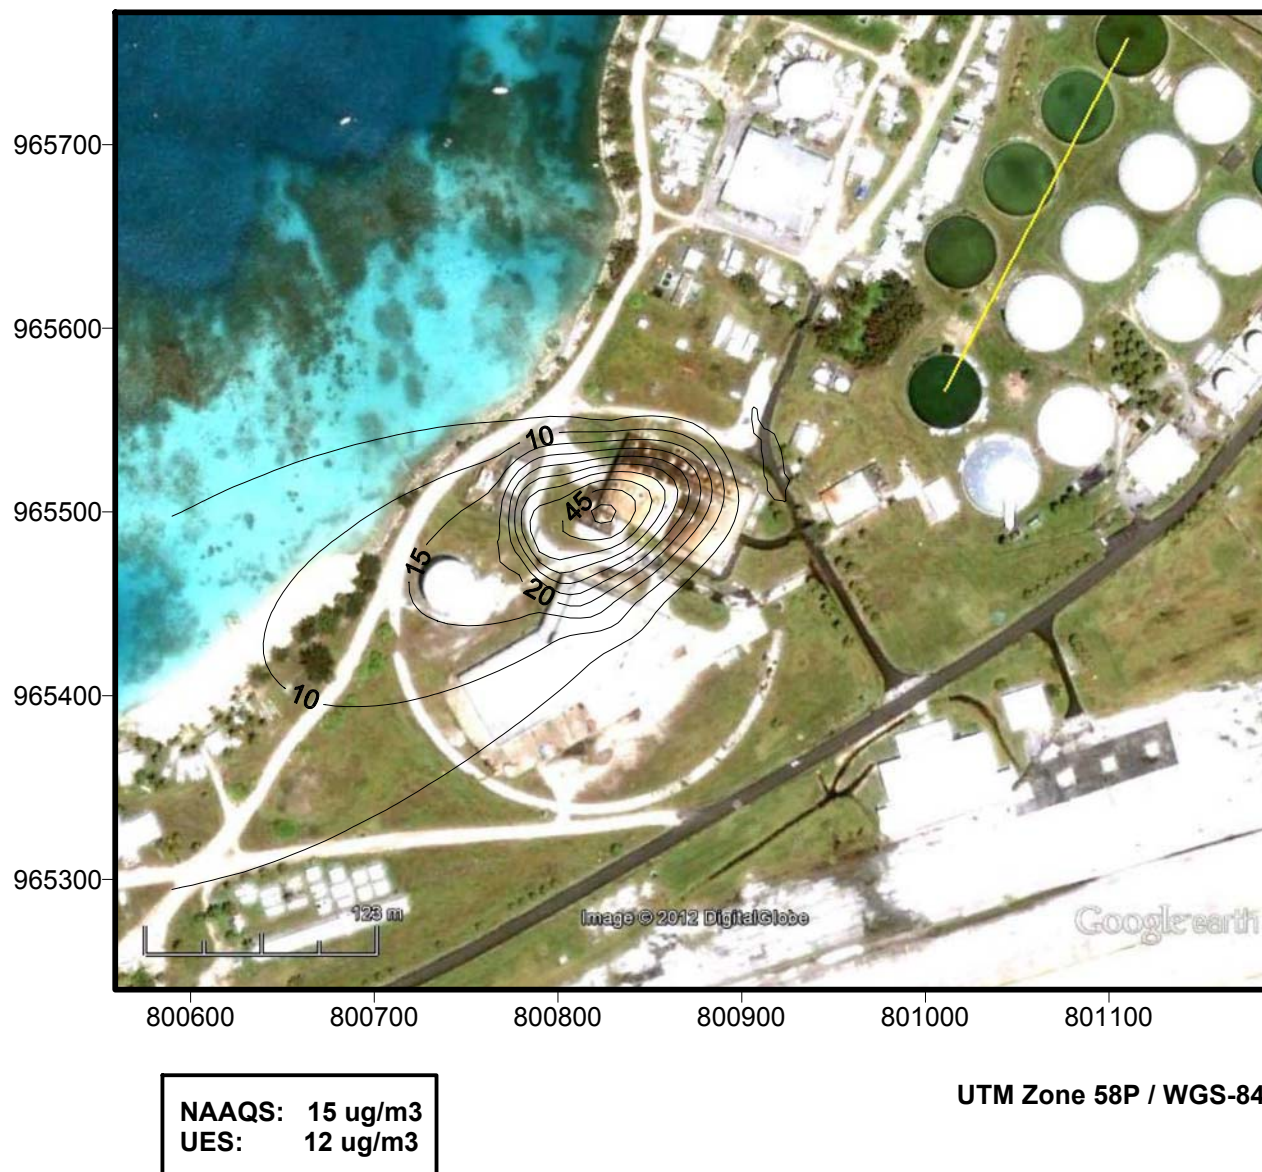 965700
965600
965500
965400
965300
10
45
15
20
10
123 m
Image © 2012 DigitalGlobe
Google earth
800600 800700 800800 800900 801000 801100
NAAQS: 15 ug/m3
UES: 12 ug/m3
UTM Zone 58P / WGS-84